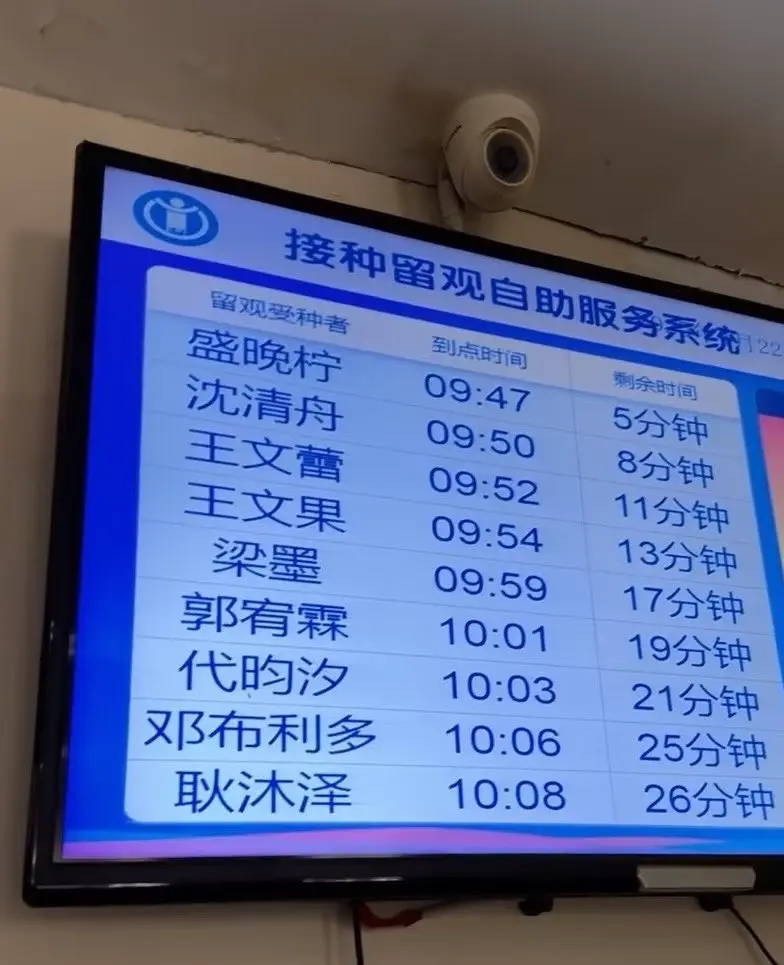 接种留观自助服务系统
留观受种者 到点时间 剩余时间
盛晚柠 09:47 5分钟
沈清舟 09:50 8分钟
王文蕾 09:52 11分钟
王文果 09:54 13分钟
梁墨 09:59 17分钟
郭宥霖 10:01 19分钟
代昀汐 10:03 21分钟
邓布利多 10:06 25分钟
耿沐泽 10:08 26分钟